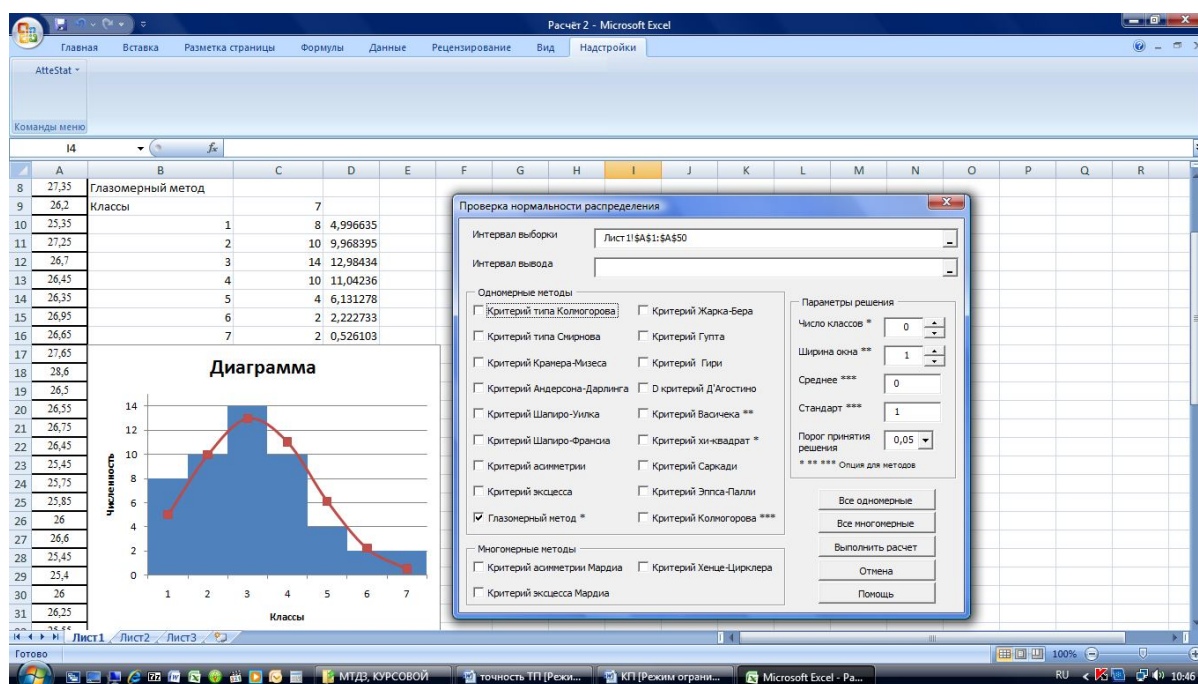 Расчёт 2 - Microsoft Excel
Главная Вставка Разметка страницы Формулы Данные Рецензирование Вид Надстройки
AtteStat
Команды меню
I4 fx
A B C D E F G H I J K L M N O P Q R
8 27,35 Глазомерный метод
9 26,2 Классы 7
10 25,35 1 8 4,996635
11 27,25 2 10 9,968395
12 26,7 3 14 12,98434
13 26,45 4 10 11,04236
14 26,35 5 4 6,131278
15 26,95 6 2 2,222733
16 26,65 7 2 0,526103
17 27,65
18 28,6
19 26,5
20 26,55
21 26,75
22 26,45
23 25,45
24 25,75
25 25,85
26 26
27 26,6
28 25,45
29 25,4
30 26
31 26,25
Диаграмма
Численность
14
12
10
8
6
4
2
0
1 2 3 4 5 6 7
Классы
Проверка нормальности распределения
Интервал выборки Лист1!$A$1:$A$50
Интервал вывода
Одномерные методы
Критерий типа Колмогорова Критерий Жарка-Бера
Критерий типа Смирнова Критерий Гупта
Критерий Крамера-Мизеса Критерий Гири
Критерий Андерсона-Дарлинга D критерий Д'Агостино
Критерий Шапиро-Уилка Критерий Васичека **
Критерий Шапиро-Франсиа Критерий хи-квадрат *
Критерий асимметрии Критерий Саркади
Критерий эксцесса Критерий Эппса-Палли
Глазомерный метод * Критерий Колмогорова ***
Многомерные методы
Критерий асимметрии Мардиа Критерий Хенце-Цирклера
Критерий эксцесса Мардиа
Параметры решения
Число классов * 0
Ширина окна ** 1
Среднее *** 0
Стандарт *** 1
Порог принятия решения 0,05
* ** *** Опция для методов
Все одномерные
Все многомерные
Выполнить расчет
Отмена
Помощь
Лист1 Лист2 Лист3
Готово 100%
МТДЗ, КУРСОВОЙ точность ТП [Режи... КП [Режим ограни... Microsoft Excel - Ра... RU 10:46